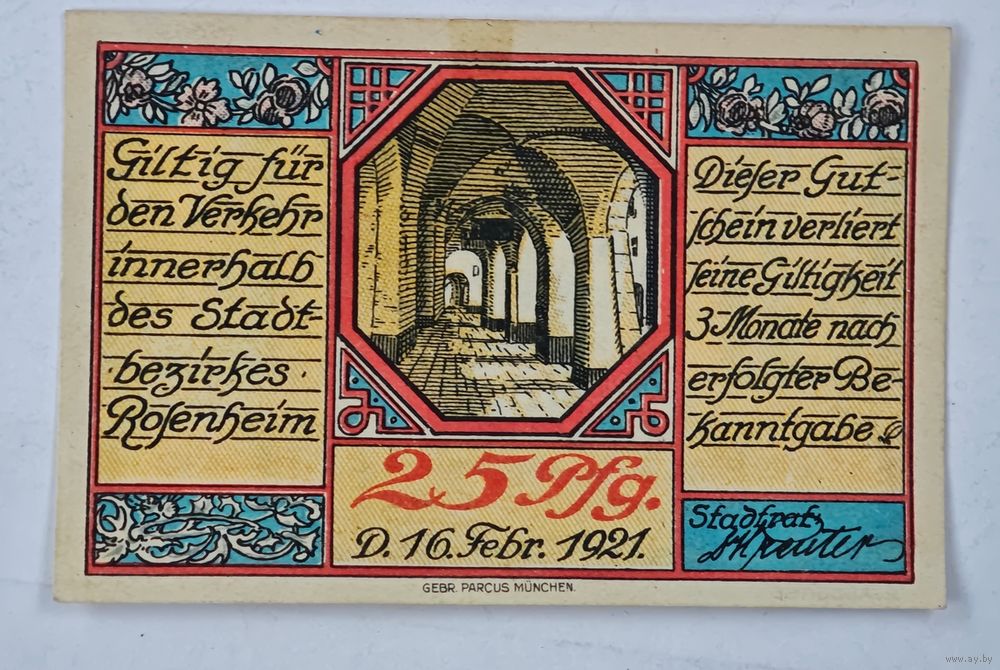 Giltig für
den Verkehr
innerhalb
des Stadt-
bezirkes.
Rosenheim
25 Pfg.
D. 16. Febr. 1921.
Dieser Gut-
schein verliert
seine Giltigkeit
3 Monate nach
erfolgter Be-
kanntgabe.
Stadtrat
GEBR. PARCUS MÜNCHEN.
www.ay.by